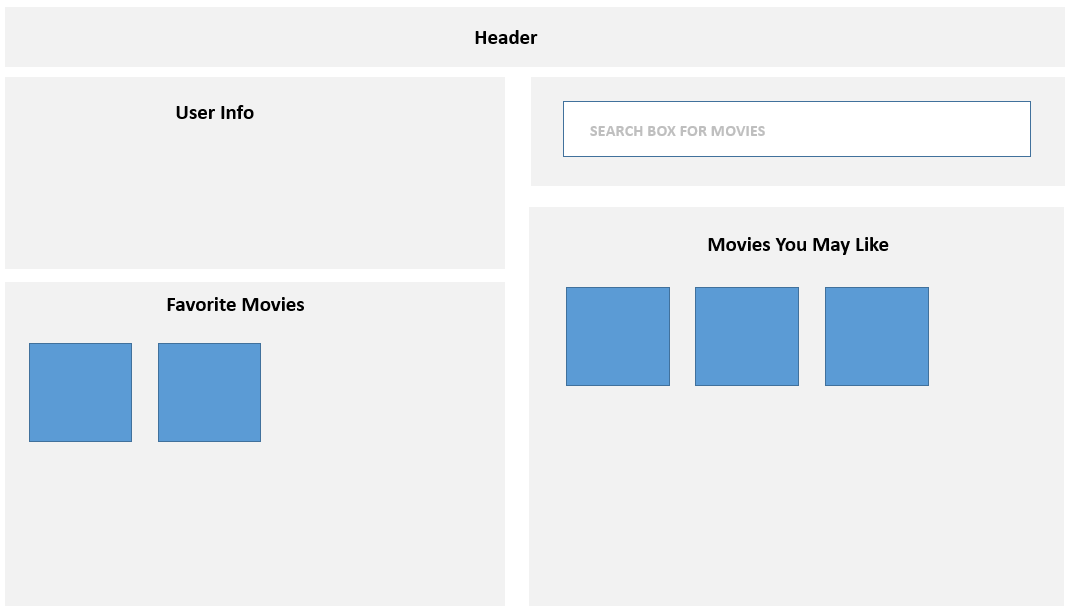 Header
User Info
SEARCH BOX FOR MOVIES
Movies You May Like
Favorite Movies